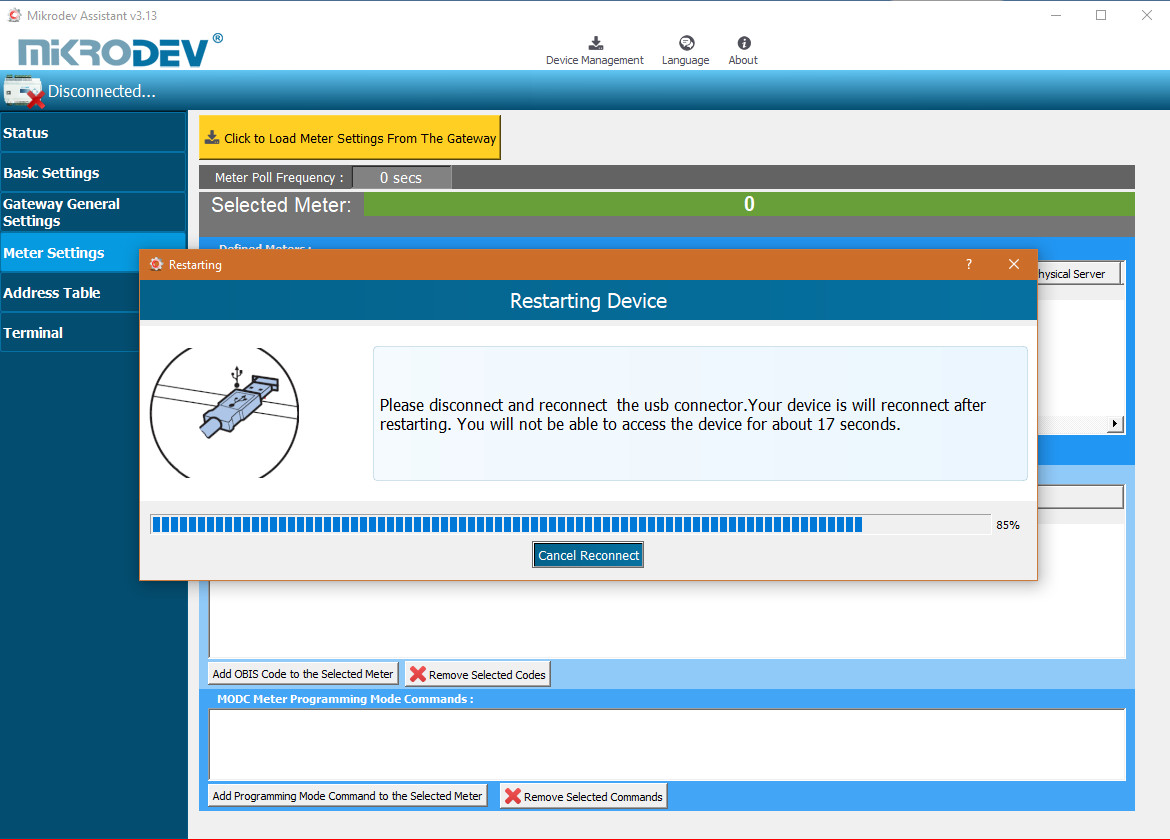 Mikrodev Assistant v3.13
MiKRODEV®
Device Management
Language
About
Disconnected...
Status
Basic Settings
Gateway General
Settings
Meter Settings
Address Table
Terminal
Click to Load Meter Settings From The Gateway
Meter Poll Frequency :
0 secs
Selected Meter:
0
Defined Meters :
hysical Server
Restarting
?
Restarting Device
Please disconnect and reconnect  the usb connector.Your device is will reconnect after
restarting. You will not be able to access the device for about 17 seconds.
85%
Cancel Reconnect
Add OBIS Code to the Selected Meter
Remove Selected Codes
MODC Meter Programming Mode Commands :
Add Programming Mode Command to the Selected Meter
Remove Selected Commands